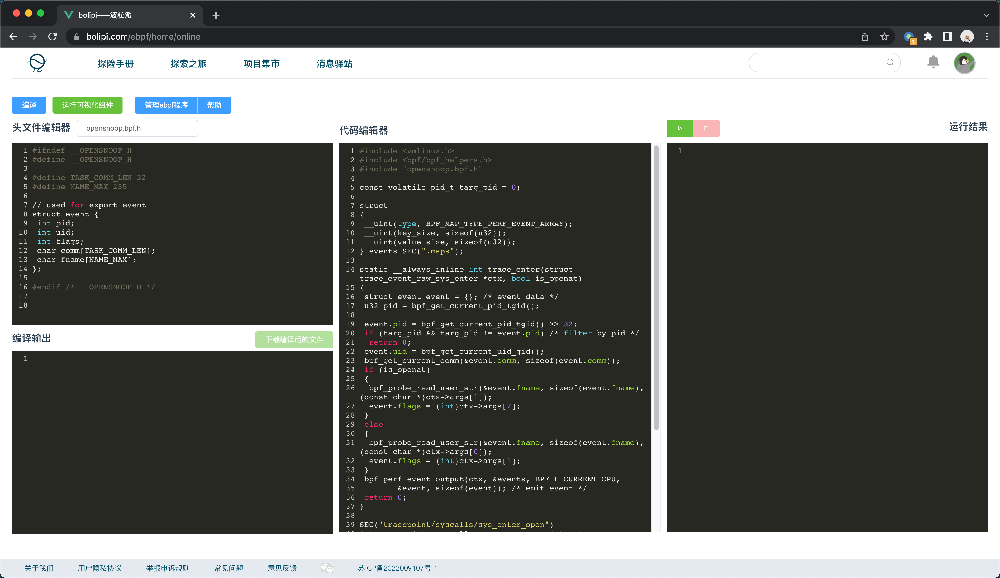 bolipi——波粒派
bolipi.com/ebpf/home/online
1
探险手册 探索之旅 项目集市 消息驿站
编译 运行可视化组件 管理ebpf程序 帮助
头文件编辑器 opensnoop.bpf.h
1 #ifndef __OPENSNOOP_H
2 #define __OPENSNOOP_H
3
4 #define TASK_COMM_LEN 32
5 #define NAME_MAX 255
6
7 // used for export event
8 struct event {
9 int pid;
10 int uid;
11 int flags;
12 char comm[TASK_COMM_LEN];
13 char fname[NAME_MAX];
14 };
15
16 #endif /* __OPENSNOOP_H */
17
18
编译输出 下载编译后的文件
1
代码编辑器
1 #include <vmlinux.h>
2 #include <bpf/bpf_helpers.h>
3 #include "opensnoop.bpf.h"
4
5 const volatile pid_t targ_pid = 0;
6
7 struct
8 {
9 __uint(type, BPF_MAP_TYPE_PERF_EVENT_ARRAY);
10 __uint(key_size, sizeof(u32));
11 __uint(value_size, sizeof(u32));
12 } events SEC(".maps");
13
14 static __always_inline int trace_enter(struct
trace_event_raw_sys_enter *ctx, bool is_openat)
15 {
16 struct event event = {}; /* event data */
17 u32 pid = bpf_get_current_pid_tgid();
18
19 event.pid = bpf_get_current_pid_tgid() >> 32;
20 if (targ_pid && targ_pid != event.pid) /* filter by pid */
21 return 0;
22 event.uid = bpf_get_current_uid_gid();
23 bpf_get_current_comm(&event.comm, sizeof(event.comm));
24 if (is_openat)
25 {
26 bpf_probe_read_user_str(&event.fname, sizeof(event.fname),
(const char *)ctx->args[1]);
27 event.flags = (int)ctx->args[2];
28 }
29 else
30 {
31 bpf_probe_read_user_str(&event.fname, sizeof(event.fname),
(const char *)ctx->args[0]);
32 event.flags = (int)ctx->args[1];
33 }
34 bpf_perf_event_output(ctx, &events, BPF_F_CURRENT_CPU,
35 &event, sizeof(event)); /* emit event */
36 return 0;
37 }
38
39 SEC("tracepoint/syscalls/sys_enter_open")
运行结果
1
关于我们 用户隐私协议 举报申诉规则 常见问题 意见反馈 苏ICP备2022009107号-1